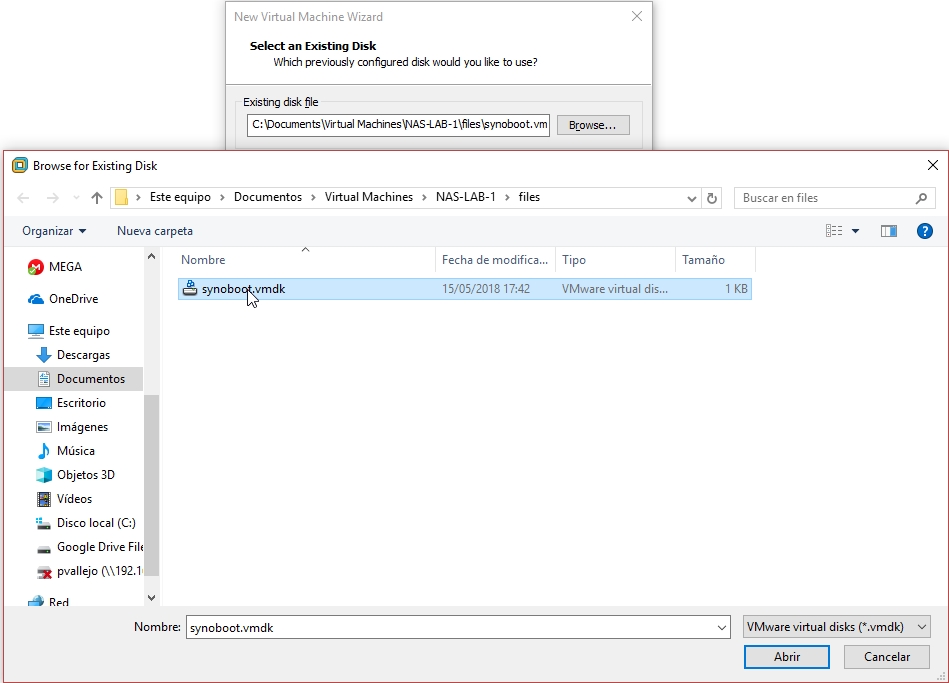 New Virtual Machine Wizard
Select an Existing Disk
Which previously configured disk would you like to use?
Existing disk file
C:\Documents\Virtual Machines\NAS-LAB-1\files\synoboot.vm
Browse...
Browse for Existing Disk
Este equipo > Documentos > Virtual Machines > NAS-LAB-1 > files
Buscar en files
Organizar
Nueva carpeta
Nombre Fecha de modifica... Tipo Tamaño
synoboot.vmdk 15/05/2018 17:42 VMware virtual dis... 1 KB
MEGA
OneDrive
Este equipo
Descargas
Documentos
Escritorio
Imágenes
Música
Objetos 3D
Vídeos
Disco local (C:)
Google Drive File
pvallejo (\\192.16
Red
Nombre: synoboot.vmdk
VMware virtual disks (*.vmdk)
Abrir
Cancelar